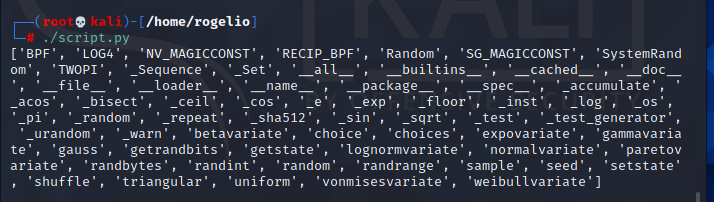 (root💀kali)-[/home/rogelio]
# ./script.py
['BPF', 'LOG4', 'NV_MAGICCONST', 'RECIP_BPF', 'Random', 'SG_MAGICCONST', 'SystemRand
om', 'TWOPI', '_Sequence', '_Set', '__all__', '__builtins__', '__cached__', '__doc__
', '__file__', '__loader__', '__name__', '__package__', '__spec__', '_accumulate', '
_acos', '_bisect', '_ceil', '_cos', '_e', '_exp', '_floor', '_inst', '_log', '_os',
'_pi', '_random', '_repeat', '_sha512', '_sin', '_sqrt', '_test', '_test_generator',
'_urandom', '_warn', 'betavariate', 'choice', 'choices', 'expovariate', 'gammavaria
te', 'gauss', 'getrandbits', 'getstate', 'lognormvariate', 'normalvariate', 'paretov
ariate', 'randbytes', 'randint', 'random', 'randrange', 'sample', 'seed', 'setstate'
, 'shuffle', 'triangular', 'uniform', 'vonmisesvariate', 'weibullvariate']